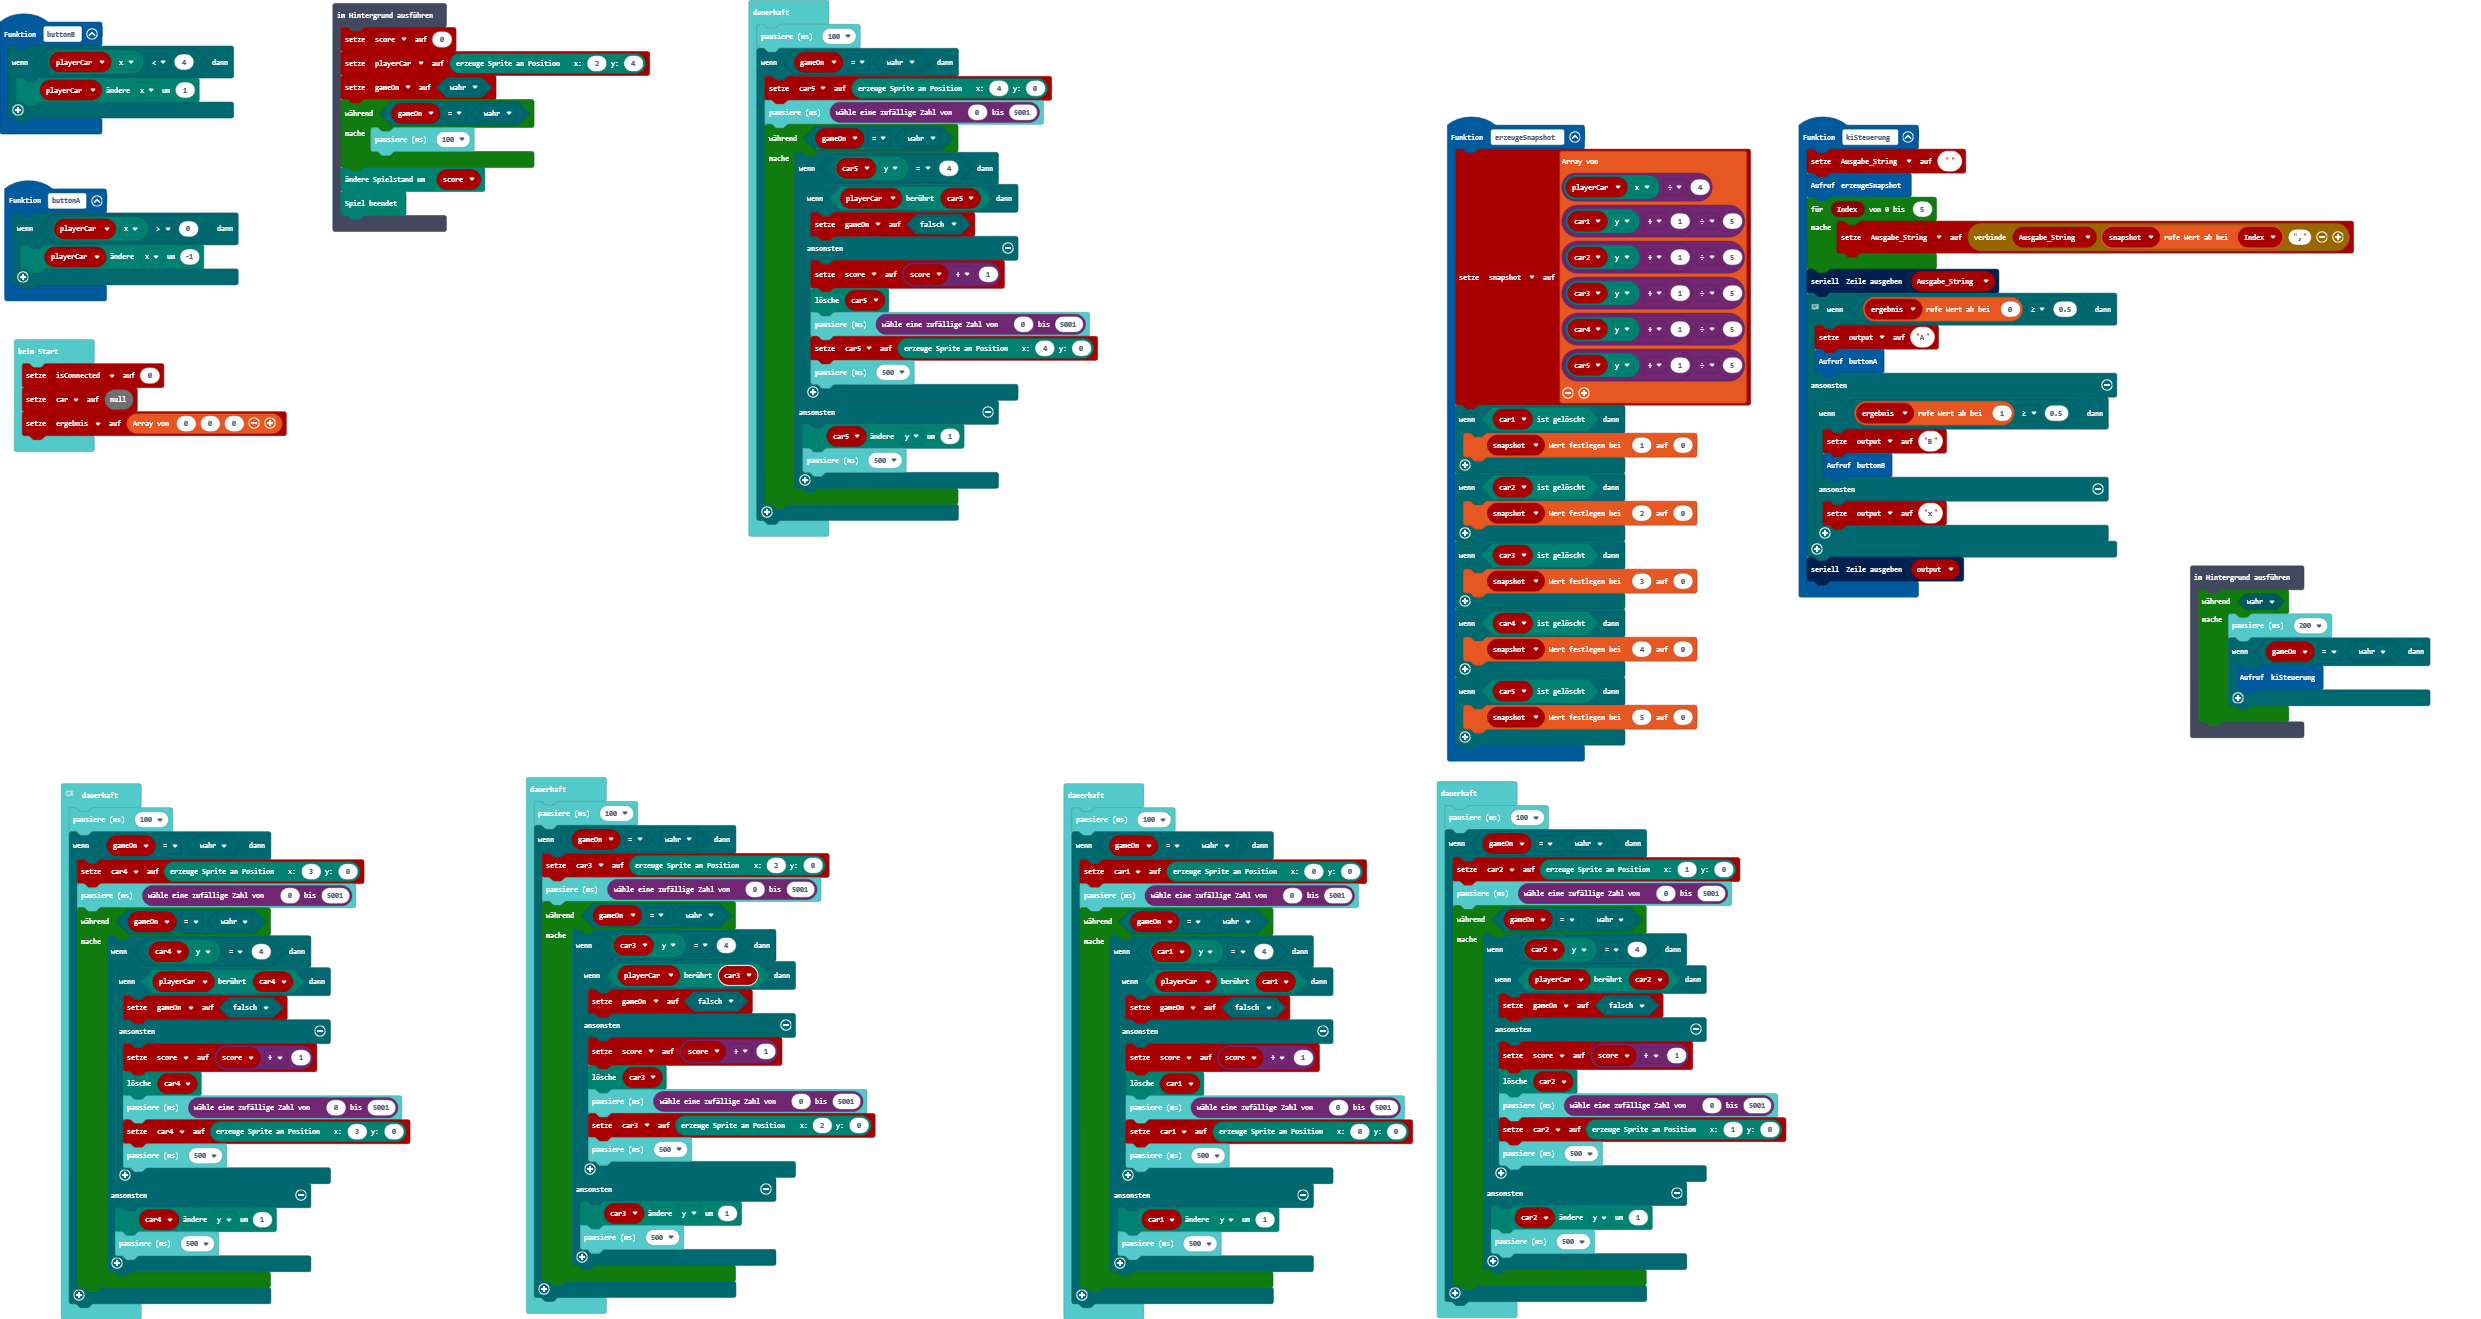 Funktion buttonB
wenn playerCar x < 4 dann
playerCar ändere x um 1
Funktion buttonA
wenn playerCar x > 0 dann
playerCar ändere x um -1
beim Start
setze isConnected auf 0
setze car auf null
setze ergebnis auf Array von 0 0 0
im Hintergrund ausführen
setze score auf 0
setze playerCar auf erzeuge Sprite an Position x: 2 y: 4
setze gameOn auf wahr
während gameOn = wahr
mache pausiere (ms) 100
ändere Spielstand um score
Spiel beendet
dauerhaft
pausiere (ms) 100
wenn gameOn = wahr dann
setze car5 auf erzeuge Sprite an Position x: 4 y: 0
pausiere (ms) wähle eine zufällige Zahl von 0 bis 5001
während gameOn = wahr
mache
wenn car5 y = 4 dann
wenn playerCar berührt car5 dann
setze gameOn auf falsch
ansonsten
setze score auf score + 1
lösche car5
pausiere (ms) wähle eine zufällige Zahl von 0 bis 5001
setze car5 auf erzeuge Sprite an Position x: 4 y: 0
pausiere (ms) 500
ansonsten
car5 ändere y um 1
pausiere (ms) 500
Funktion erzeugeSnapshot
setze snapshot auf Array von
playerCar x ÷ 4
car1 y + 1 ÷ 5
car2 y + 1 ÷ 5
car3 y + 1 ÷ 5
car4 y + 1 ÷ 5
car5 y + 1 ÷ 5
wenn car1 ist gelöscht dann
snapshot Wert festlegen bei 1 auf 0
wenn car2 ist gelöscht dann
snapshot Wert festlegen bei 2 auf 0
wenn car3 ist gelöscht dann
snapshot Wert festlegen bei 3 auf 0
wenn car4 ist gelöscht dann
snapshot Wert festlegen bei 4 auf 0
wenn car5 ist gelöscht dann
snapshot Wert festlegen bei 5 auf 0
Funktion kiSteuerung
setze Ausgabe_String auf " "
Aufruf erzeugeSnapshot
für Index von 0 bis 5
mache
setze Ausgabe_String auf verbinde Ausgabe_String snapshot rufe Wert ab bei Index ","
seriell Zeile ausgeben Ausgabe_String
wenn ergebnis rufe Wert ab bei 0 ≥ 0.5 dann
setze output auf "A"
Aufruf buttonA
ansonsten
wenn ergebnis rufe Wert ab bei 1 ≥ 0.5 dann
setze output auf "B"
Aufruf buttonB
ansonsten
setze output auf "x"
seriell Zeile ausgeben output
im Hintergrund ausführen
während wahr
mache
pausiere (ms) 200
wenn gameOn = wahr dann
Aufruf kiSteuerung
dauerhaft
pausiere (ms) 100
wenn gameOn = wahr dann
setze car4 auf erzeuge Sprite an Position x: 3 y: 0
pausiere (ms) wähle eine zufällige Zahl von 0 bis 5001
während gameOn = wahr
mache
wenn car4 y = 4 dann
wenn playerCar berührt car4 dann
setze gameOn auf falsch
ansonsten
setze score auf score + 1
lösche car4
pausiere (ms) wähle eine zufällige Zahl von 0 bis 5001
setze car4 auf erzeuge Sprite an Position x: 3 y: 0
pausiere (ms) 500
ansonsten
car4 ändere y um 1
pausiere (ms) 500
dauerhaft
pausiere (ms) 100
wenn gameOn = wahr dann
setze car3 auf erzeuge Sprite an Position x: 2 y: 0
pausiere (ms) wähle eine zufällige Zahl von 0 bis 5001
während gameOn = wahr
mache
wenn car3 y = 4 dann
wenn playerCar berührt car3 dann
setze gameOn auf falsch
ansonsten
setze score auf score + 1
lösche car3
pausiere (ms) wähle eine zufällige Zahl von 0 bis 5001
setze car3 auf erzeuge Sprite an Position x: 2 y: 0
pausiere (ms) 500
ansonsten
car3 ändere y um 1
pausiere (ms) 500
dauerhaft
pausiere (ms) 100
wenn gameOn = wahr dann
setze car1 auf erzeuge Sprite an Position x: 0 y: 0
pausiere (ms) wähle eine zufällige Zahl von 0 bis 5001
während gameOn = wahr
mache
wenn car1 y = 4 dann
wenn playerCar berührt car1 dann
setze gameOn auf falsch
ansonsten
setze score auf score + 1
lösche car1
pausiere (ms) wähle eine zufällige Zahl von 0 bis 5001
setze car1 auf erzeuge Sprite an Position x: 0 y: 0
pausiere (ms) 500
ansonsten
car1 ändere y um 1
pausiere (ms) 500
dauerhaft
pausiere (ms) 100
wenn gameOn = wahr dann
setze car2 auf erzeuge Sprite an Position x: 1 y: 0
pausiere (ms) wähle eine zufällige Zahl von 0 bis 5001
während gameOn = wahr
mache
wenn car2 y = 4 dann
wenn playerCar berührt car2 dann
setze gameOn auf falsch
ansonsten
setze score auf score + 1
lösche car2
pausiere (ms) wähle eine zufällige Zahl von 0 bis 5001
setze car2 auf erzeuge Sprite an Position x: 1 y: 0
pausiere (ms) 500
ansonsten
car2 ändere y um 1
pausiere (ms) 500